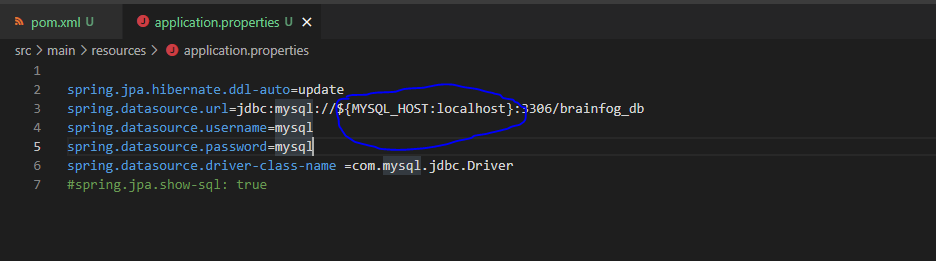 pom.xml U
application.properties U
src > main > resources > application.properties
1
2 spring.jpa.hibernate.ddl-auto=update
3 spring.datasource.url=jdbc:mysql://${MYSQL_HOST:localhost}:3306/brainfog_db
4 spring.datasource.username=mysql
5 spring.datasource.password=mysql
6 spring.datasource.driver-class-name =com.mysql.jdbc.Driver
7 #spring.jpa.show-sql: true